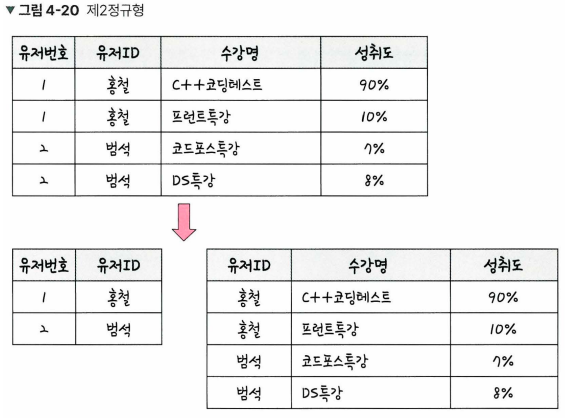 ▼ 그림 4-20 제2정규형
유저번호 유저ID 수강명 성취도
1 홍철 C++코딩테스트 90%
1 홍철 프런트특강 10%
2 범석 코드포스특강 7%
2 범석 DS특강 8%
유저번호 유저ID
1 홍철
2 범석
유저ID 수강명 성취도
홍철 C++코딩테스트 90%
홍철 프런트특강 10%
범석 코드포스특강 7%
범석 DS특강 8%